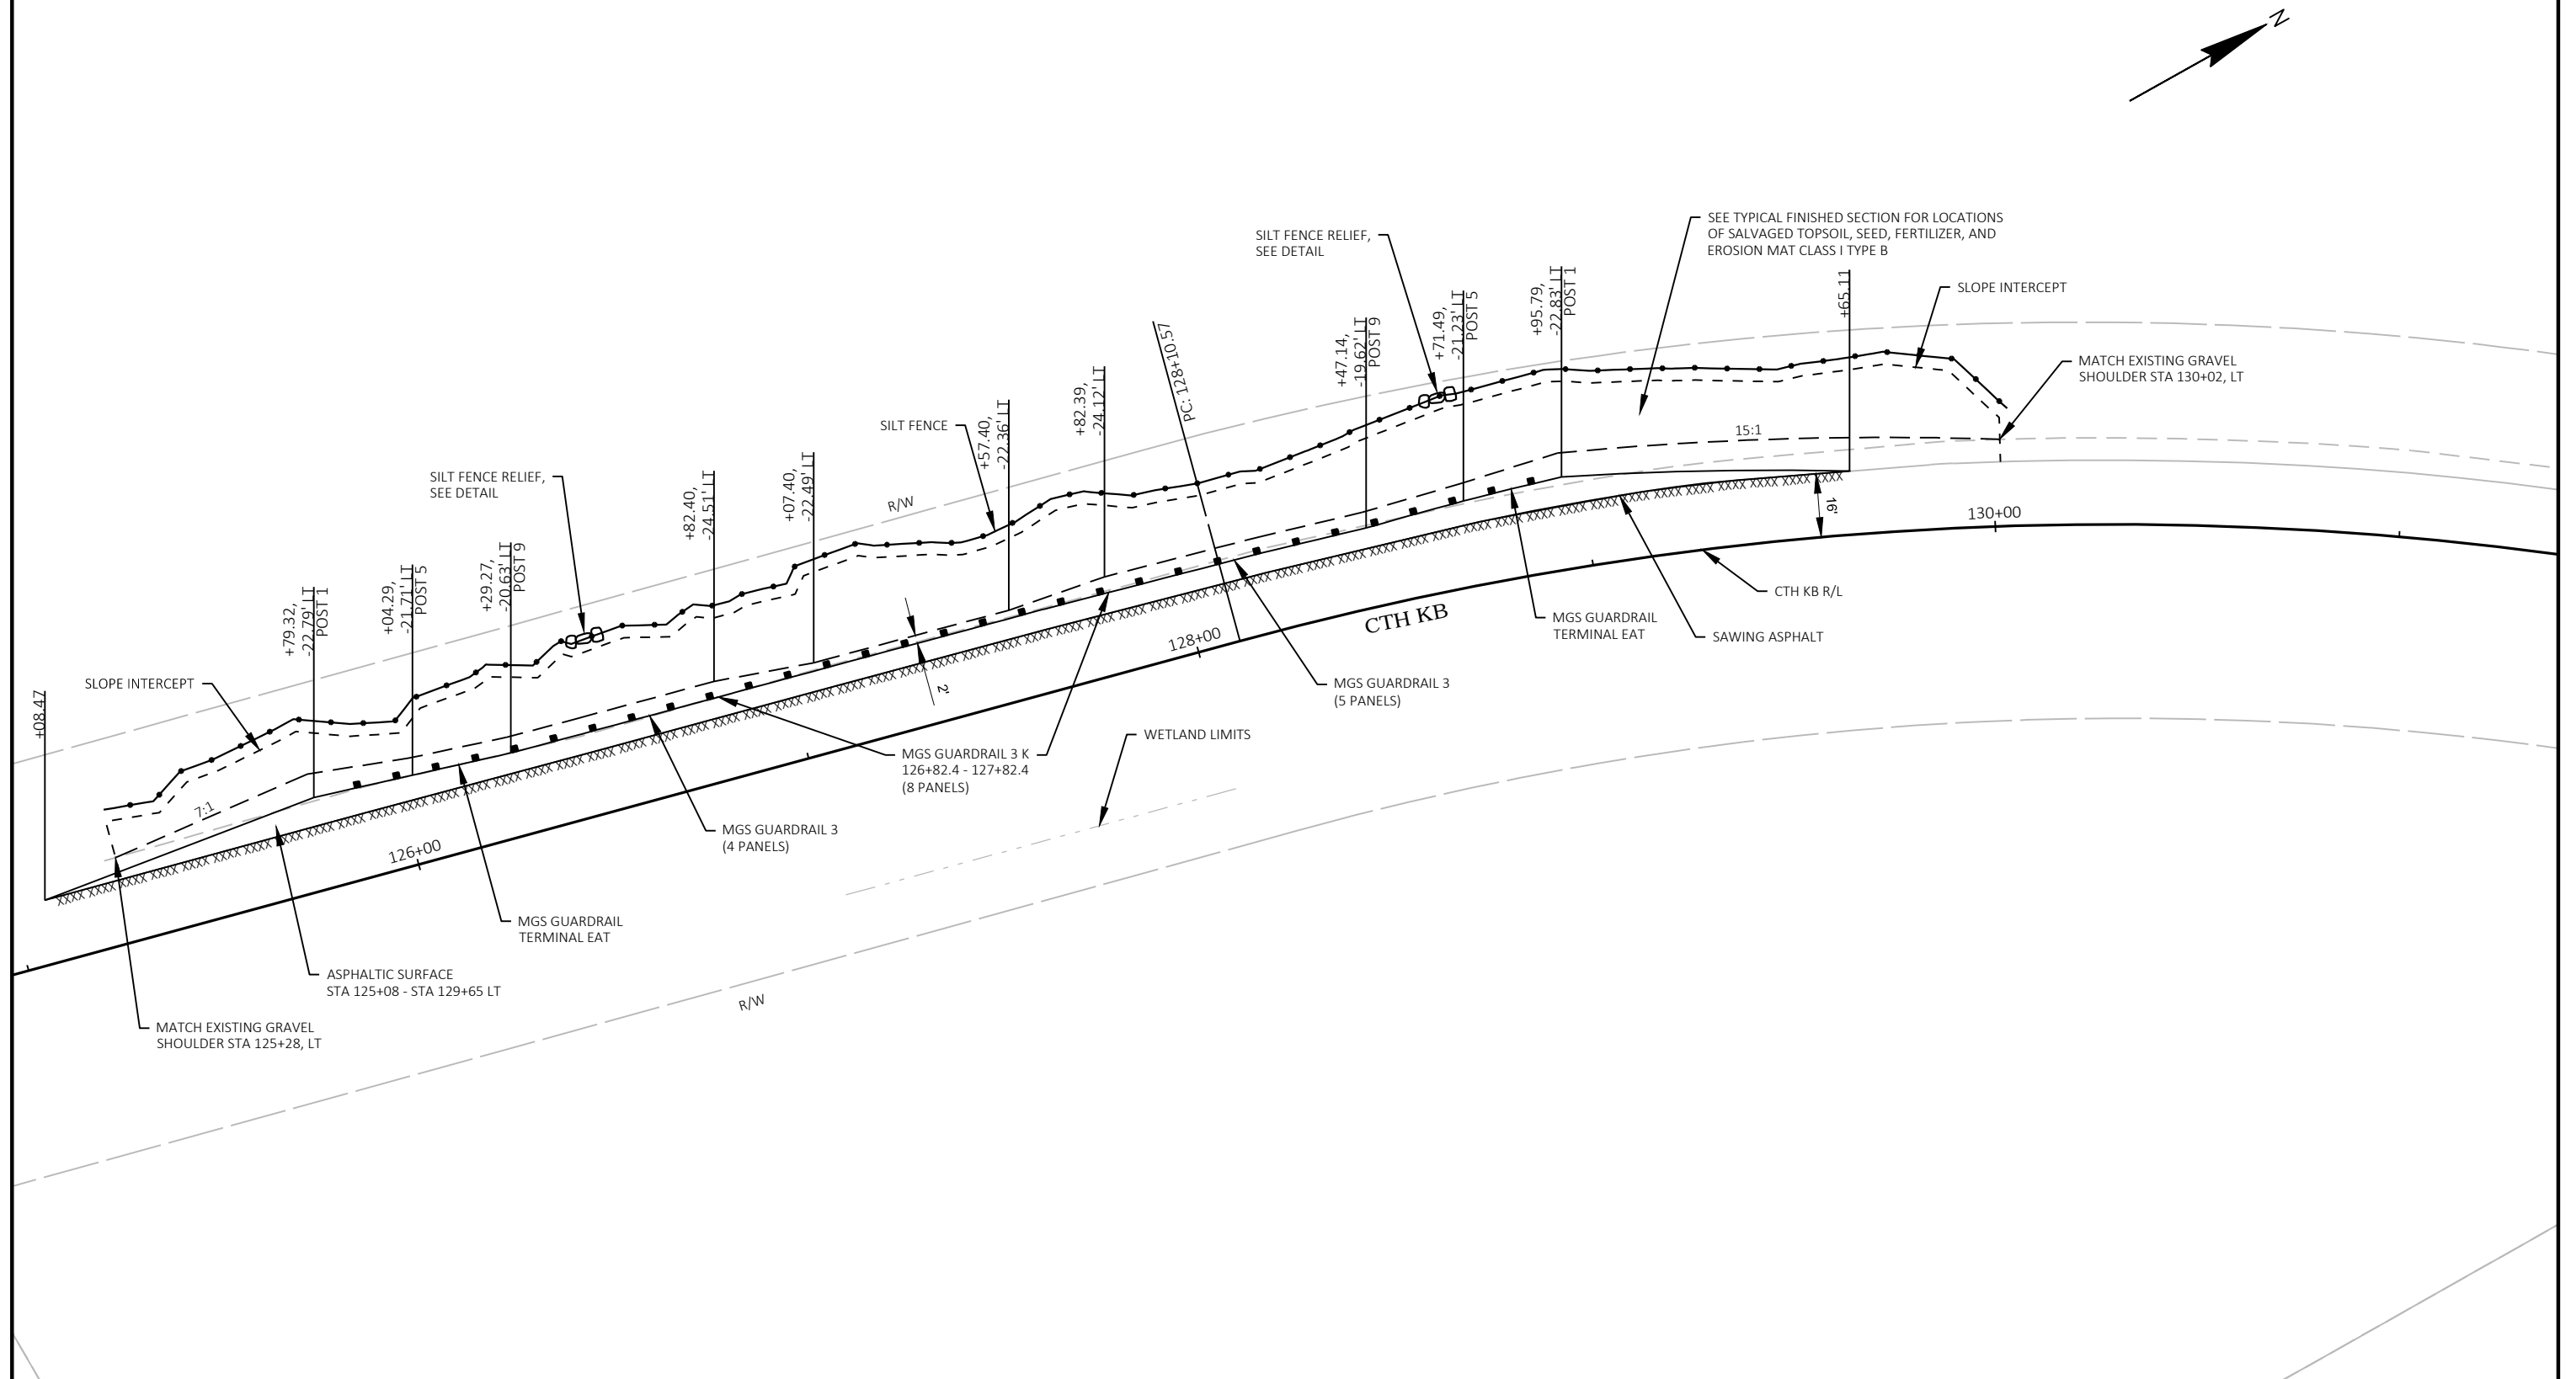 N
SEE TYPICAL FINISHED SECTION FOR LOCATIONS
OF SALVAGED TOPSOIL, SEED, FERTILIZER, AND
EROSION MAT CLASS I TYPE B
SILT FENCE RELIEF,
SEE DETAIL
SLOPE INTERCEPT
+95.79,
-22.83' LT
POST 1
+65.11
+71.49,
-21.23' LT
POST 5
+47.14,
-19.62' LT
POST 9
PC: 128+10.57
MATCH EXISTING GRAVEL
SHOULDER STA 130+02, LT
+82.39,
-24.12' LT
SILT FENCE
+57.40,
-22.36' LT
15:1
SILT FENCE RELIEF,
SEE DETAIL
+82.40,
-24.51' LT
+07.40,
-22.49' LT
R/W
16'
130+00
+29.27,
-20.63' LT
POST 9
+04.29,
-21.71' LT
POST 5
+79.32,
-22.79' LT
POST 1
CTH KB R/L
CTH KB
MGS GUARDRAIL
TERMINAL EAT
SAWING ASPHALT
128+00
SLOPE INTERCEPT
+08.47
2'
MGS GUARDRAIL 3
(5 PANELS)
WETLAND LIMITS
MGS GUARDRAIL 3 K
126+82.4 - 127+82.4
(8 PANELS)
7:1
MGS GUARDRAIL 3
(4 PANELS)
126+00
MGS GUARDRAIL
TERMINAL EAT
ASPHALTIC SURFACE
STA 125+08 - STA 129+65 LT
R/W
MATCH EXISTING GRAVEL
SHOULDER STA 125+28, LT